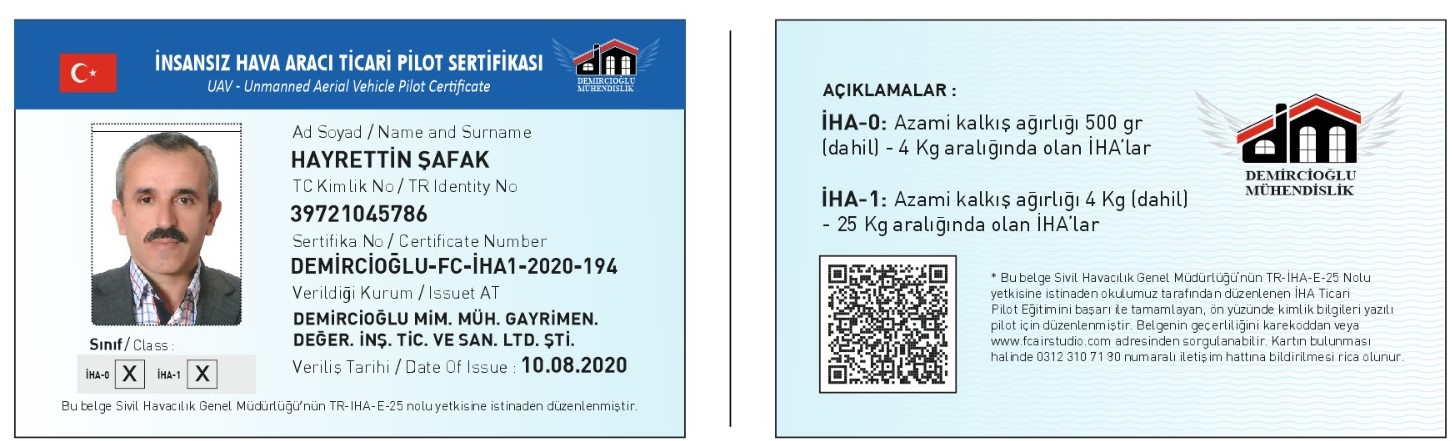 İNSANSIZ HAVA ARACI TİCARİ PİLOT SERTİFİKASI
UAV - Unmanned Aerial Vehicle Pilot Certificate
DEMİRCİOĞLU
MÜHENDİSLİK
Ad Soyad / Name and Surname
HAYRETTİN ŞAFAK
TC Kimlik No / TR Identity No
39721045786
Sertifika No / Certificate Number
DEMİRCİOĞLU-FC-İHA1-2020-194
Verildiği Kurum / Issuet AT
DEMİRCİOĞLU MİM. MÜH. GAYRİMEN.
DEĞER. İNŞ. TİC. VE SAN. LTD. ŞTİ.
Veriliş Tarihi / Date Of Issue : 10.08.2020
Sınıf / Class :
İHA-0 X İHA-1 X
Bu belge Sivil Havacılık Genel Müdürlüğü'nün TR-IHA-E-25 nolu yetkisine istinaden düzenlenmiştir.
AÇIKLAMALAR :
İHA-0: Azami kalkış ağırlığı 500 gr
(dahil) - 4 Kg aralığında olan İHA'lar
İHA-1: Azami kalkış ağırlığı 4 Kg (dahil)
- 25 Kg aralığında olan İHA'lar
DEMİRCİOĞLU
MÜHENDİSLİK
* Bu belge Sivil Havacılık Genel Müdürlüğü'nün TR-İHA-E-25 Nolu
yetkisine istinaden okulumuz tarafından düzenlenen İHA Ticari
Pilot Eğitimini başarı ile tamamlayan, ön yüzünde kimlik bilgileri yazılı
pilot için düzenlenmiştir. Belgenin geçerliliğini karekoddan veya
www.fcairstudio.com adresinden sorgulanabilir. Kartın bulunması
halinde 0312 310 71 90 numaralı iletişim hattına bildirilmesi rica olunur.